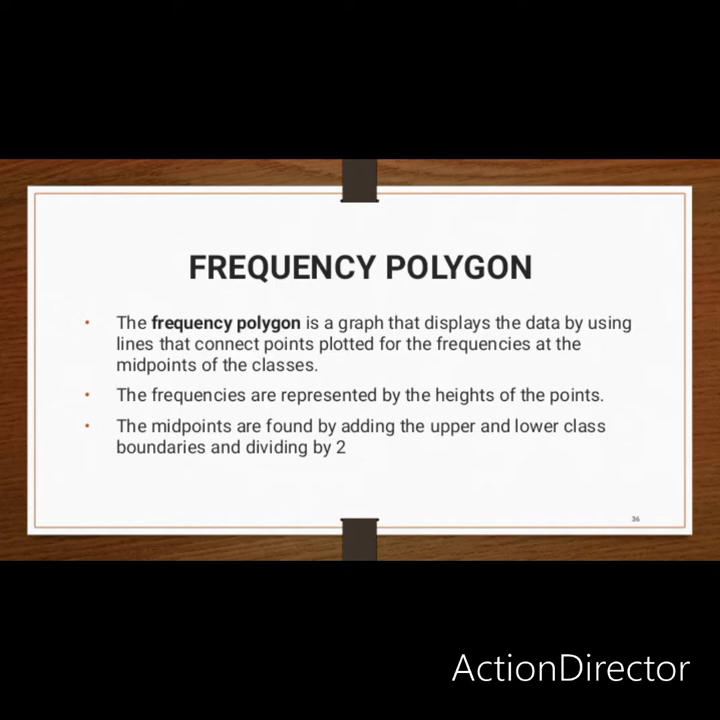 FREQUENCY POLYGON
• The frequency polygon is a graph that displays the data by using
lines that connect points plotted for the frequencies at the
midpoints of the classes.
• The frequencies are represented by the heights of the points.
• The midpoints are found by adding the upper and lower class
boundaries and dividing by 2
36
ActionDirector